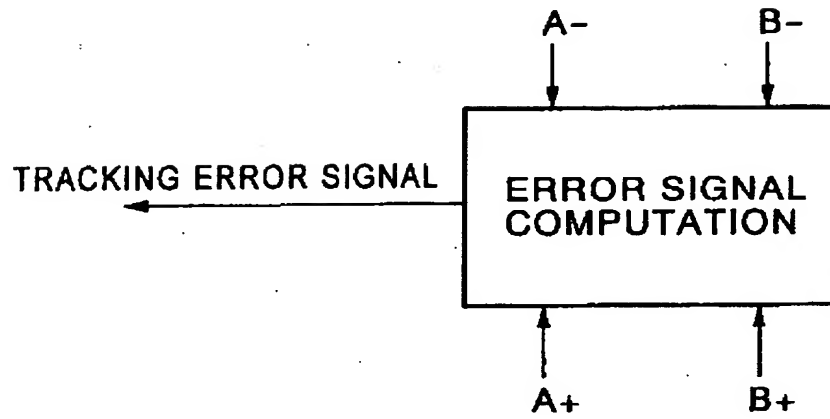 A- B-
TRACKING ERROR SIGNAL
ERROR SIGNAL
COMPUTATION
A+ B+